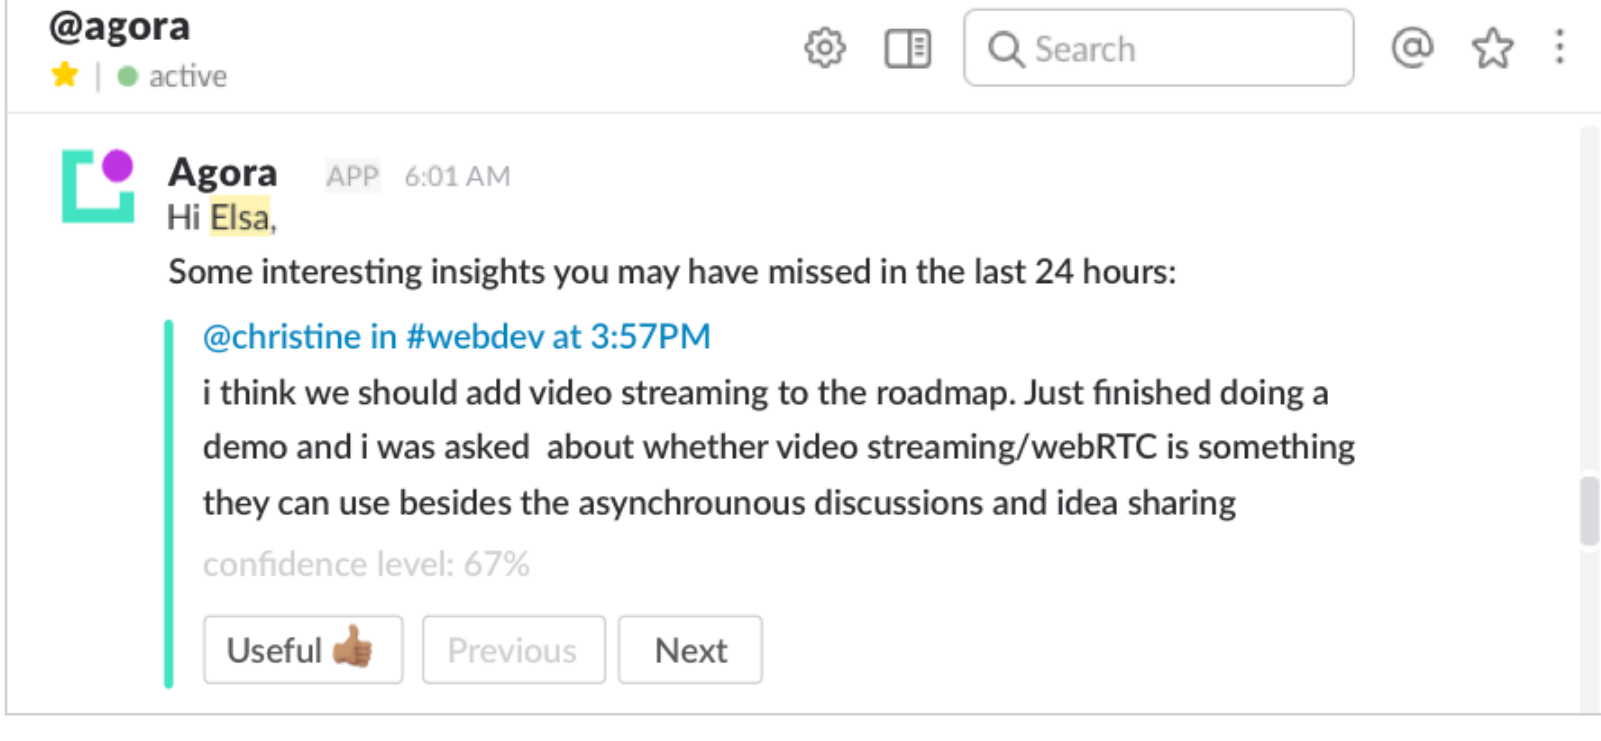 @agora
active
Search
Agora APP 6:01 AM
Hi Elsa,
Some interesting insights you may have missed in the last 24 hours:
@christine in #webdev at 3:57PM
i think we should add video streaming to the roadmap. Just finished doing a
demo and i was asked  about whether video streaming/webRTC is something
they can use besides the asynchrounous discussions and idea sharing
confidence level: 67%
Useful 👍🏽 Previous Next